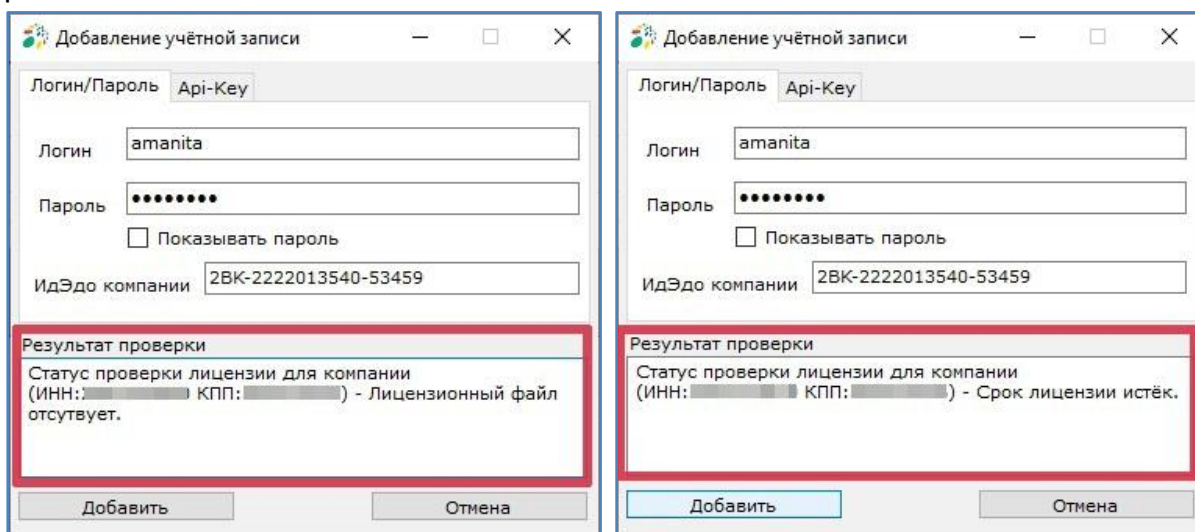 Добавление учётной записи
Логин/Пароль Api-Key
Логин amanita
Пароль ●●●●●●●●
Показывать пароль
ИдЭдо компании 2BK-2222013540-53459
Результат проверки
Статус проверки лицензии для компании
(ИНН: КПП: ) - Лицензионный файл
отсутвует.
Добавить Отмена
Добавление учётной записи
Логин/Пароль Api-Key
Логин amanita
Пароль ●●●●●●●●
Показывать пароль
ИдЭдо компании 2BK-2222013540-53459
Результат проверки
Статус проверки лицензии для компании
(ИНН: КПП: ) - Срок лицензии истёк.
Добавить Отмена